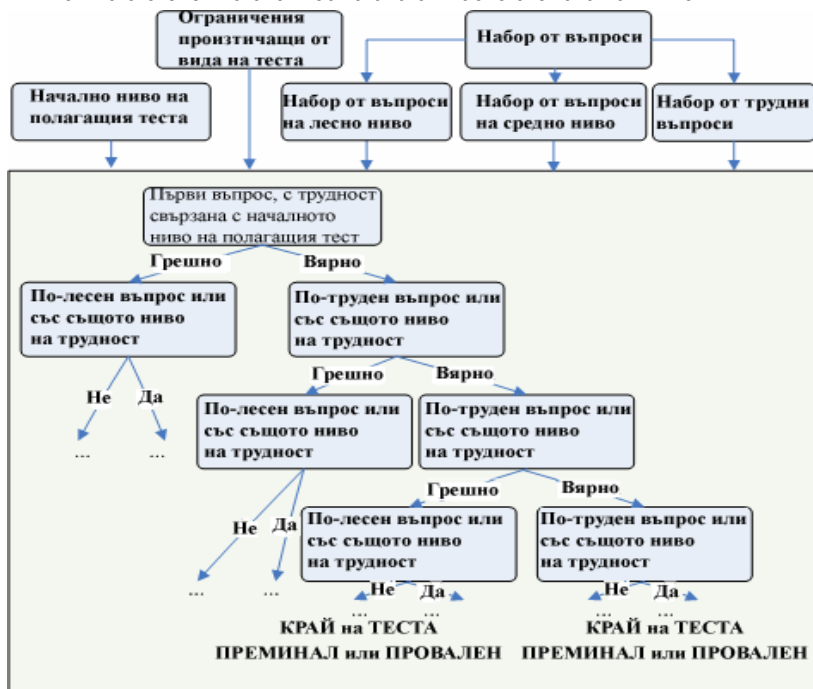 Ограничения
произтичащи от
вида на теста
Набор от въпроси
Начално ниво на
полагащия теста
Набор от въпроси
на лесно ниво
Набор от въпроси
на средно ниво
Набор от трудни
въпроси
Първи въпрос, с трудност
свързана с началното
ниво на полагащия тест
Грешно
Вярно
По-лесен въпрос или
със същото ниво
на трудност
По-труден въпрос или
със същото ниво
на трудност
Грешно
Вярно
Не
Да
...
...
По-лесен въпрос или
със същото ниво
на трудност
По-труден въпрос или
със същото ниво
на трудност
Грешно
Вярно
Не
Да
...
...
По-лесен въпрос или
със същото ниво
на трудност
По-труден въпрос или
със същото ниво
на трудност
Не
Да
...
...
Не
Да
...
...
КРАЙ на ТЕСТА
ПРЕМИНАЛ или ПРОВАЛЕН
КРАЙ на ТЕСТА
ПРЕМИНАЛ или ПРОВАЛЕН